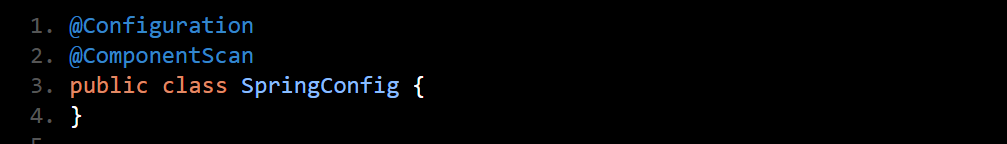 1. @Configuration
2. @ComponentScan
3. public class SpringConfig {
4. }